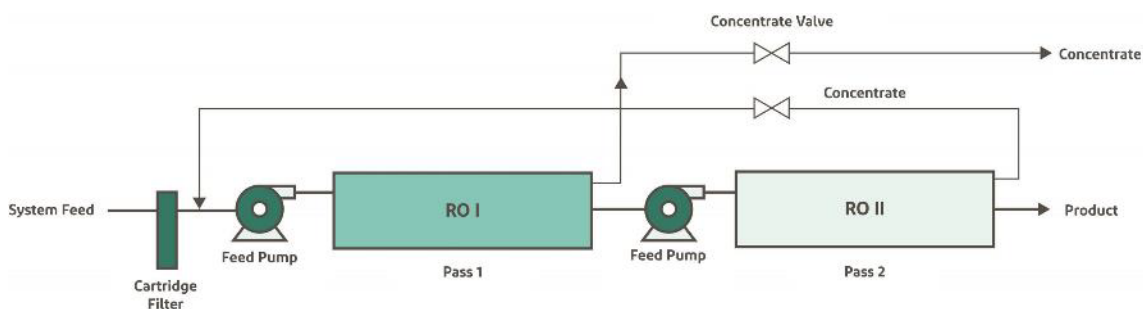 Concentrate Valve
Concentrate
Concentrate
System Feed
RO I
RO II
Product
Feed Pump
Feed Pump
Pass 1
Pass 2
Cartridge
Filter